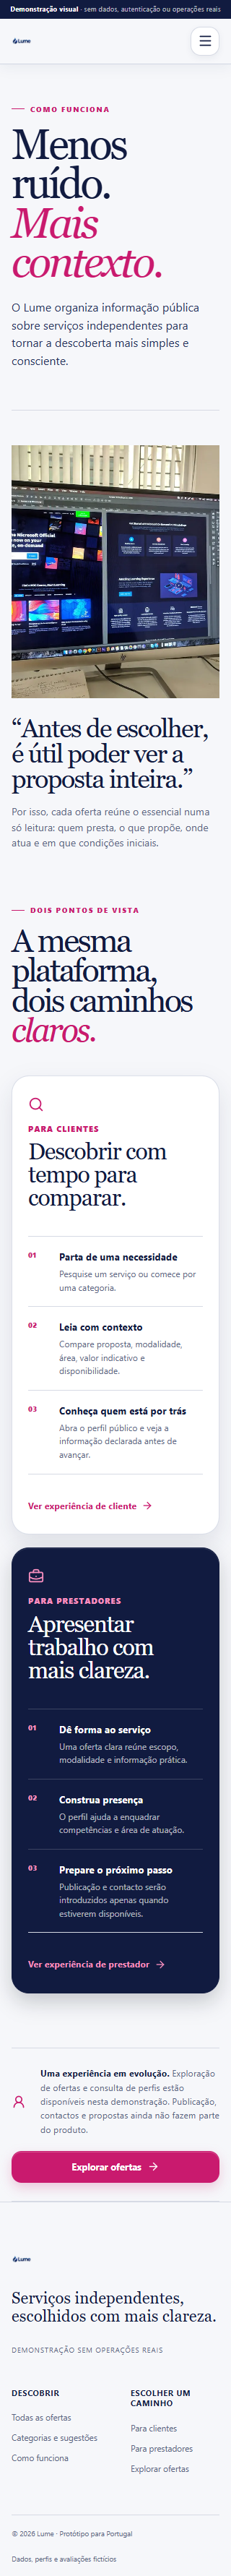 Demonstração visual · sem dados, autenticação ou operações reais
Lume
COMO FUNCIONA
Menos
ruído.
Mais
contexto.
O Lume organiza informação pública
sobre serviços independentes para
tornar a descoberta mais simples e
consciente.
“Antes de escolher,
é útil poder ver a
proposta inteira.”
Por isso, cada oferta reúne o essencial numa
só leitura: quem presta, o que propõe, onde
atua e em que condições iniciais.
DOIS PONTOS DE VISTA
A mesma
plataforma,
dois caminhos
claros.
PARA CLIENTES
Descobrir com
tempo para
comparar.
01
Parta de uma necessidade
Pesquise um serviço ou comece por
uma categoria.
02
Leia com contexto
Compare proposta, modalidade,
área, valor indicativo e
disponibilidade.
03
Conheça quem está por trás
Abra o perfil público e veja a
informação declarada antes de
avançar.
Ver experiência de cliente
PARA PRESTADORES
Apresentar
trabalho com
mais clareza.
01
Dê forma ao serviço
Uma oferta clara reúne escopo,
modalidade e informação prática.
02
Construa presença
O perfil ajuda a enquadrar
competências e área de atuação.
03
Prepare o próximo passo
Publicação e contacto serão
introduzidos apenas quando
estiverem disponíveis.
Ver experiência de prestador
Uma experiência em evolução. Exploração
de ofertas e consulta de perfis estão
disponíveis nesta demonstração. Publicação,
contactos e propostas ainda não fazem parte
do produto.
Explorar ofertas
Lume
Serviços independentes,
escolhidos com mais clareza.
DEMONSTRAÇÃO SEM OPERAÇÕES REAIS
DESCOBRIR
Todas as ofertas
Categorias e sugestões
Como funciona
ESCOLHER UM
CAMINHO
Para clientes
Para prestadores
Explorar ofertas
© 2026 Lume · Protótipo para Portugal
Dados, perfis e avaliações fictícios